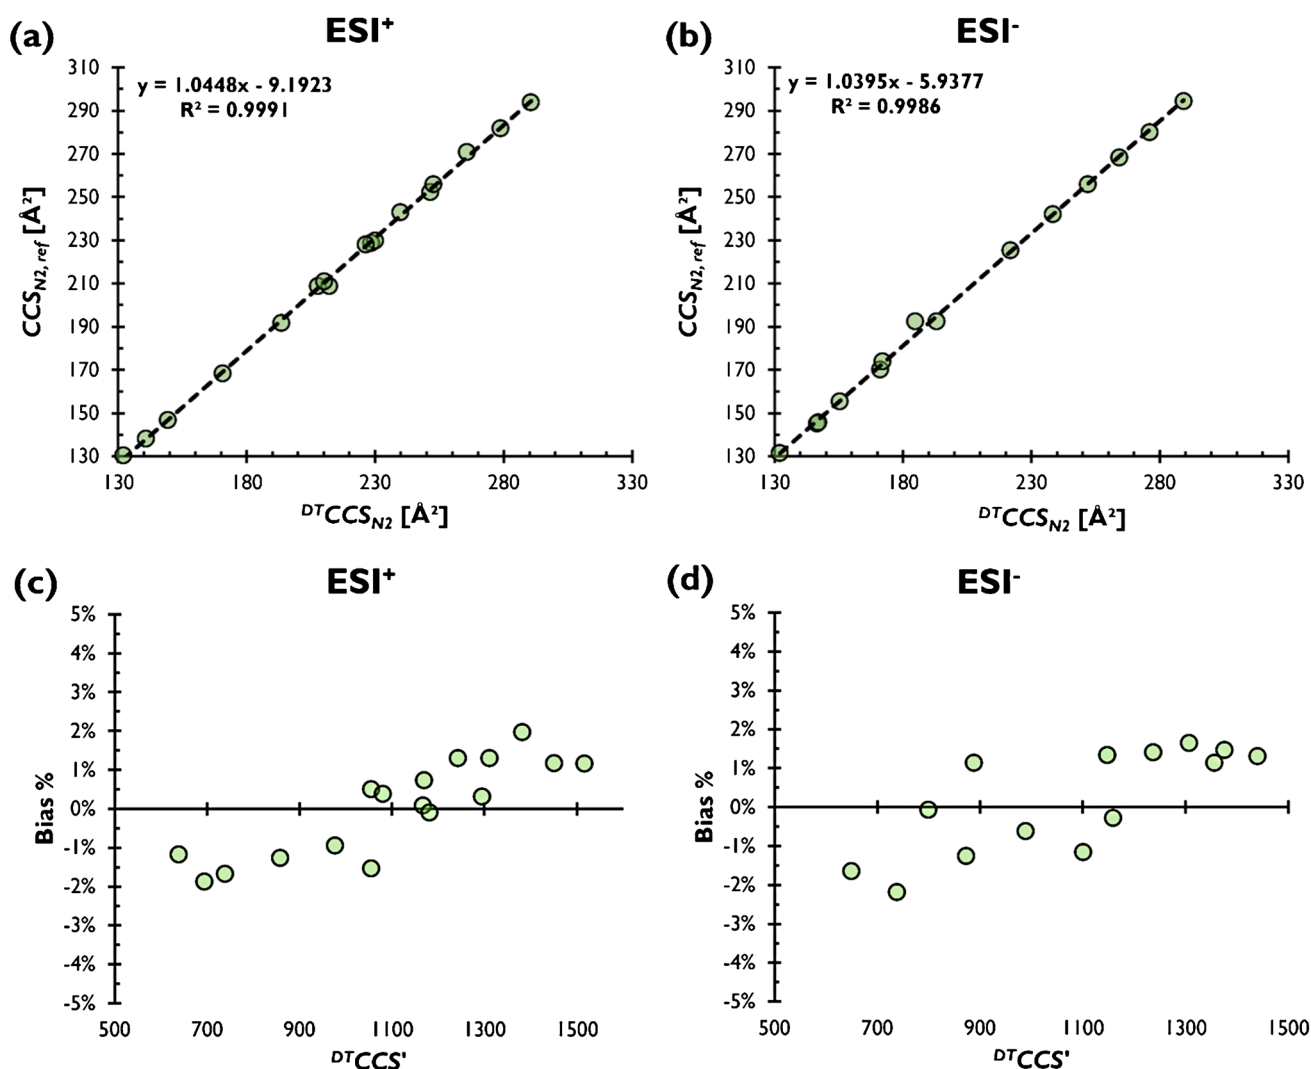 (a)
ESI⁺
310
290
270
250
230
210
190
170
150
130
y = 1.0448x - 9.1923
R² = 0.9991
CCS_N2, ref [Å²]
130 180 230 280 330
DTCCS_N2 [Å²]
(b)
ESI⁻
310
290
270
250
230
210
190
170
150
130
y = 1.0395x - 5.9377
R² = 0.9986
CCS_N2, ref [Å²]
130 180 230 280 330
DTCCS_N2 [Å²]
(c)
ESI⁺
5%
4%
3%
2%
1%
0%
-1%
-2%
-3%
-4%
-5%
Bias %
500 700 900 1100 1300 1500
DTCCS'
(d)
ESI⁻
5%
4%
3%
2%
1%
0%
-1%
-2%
-3%
-4%
-5%
Bias %
500 700 900 1100 1300 1500
DTCCS'